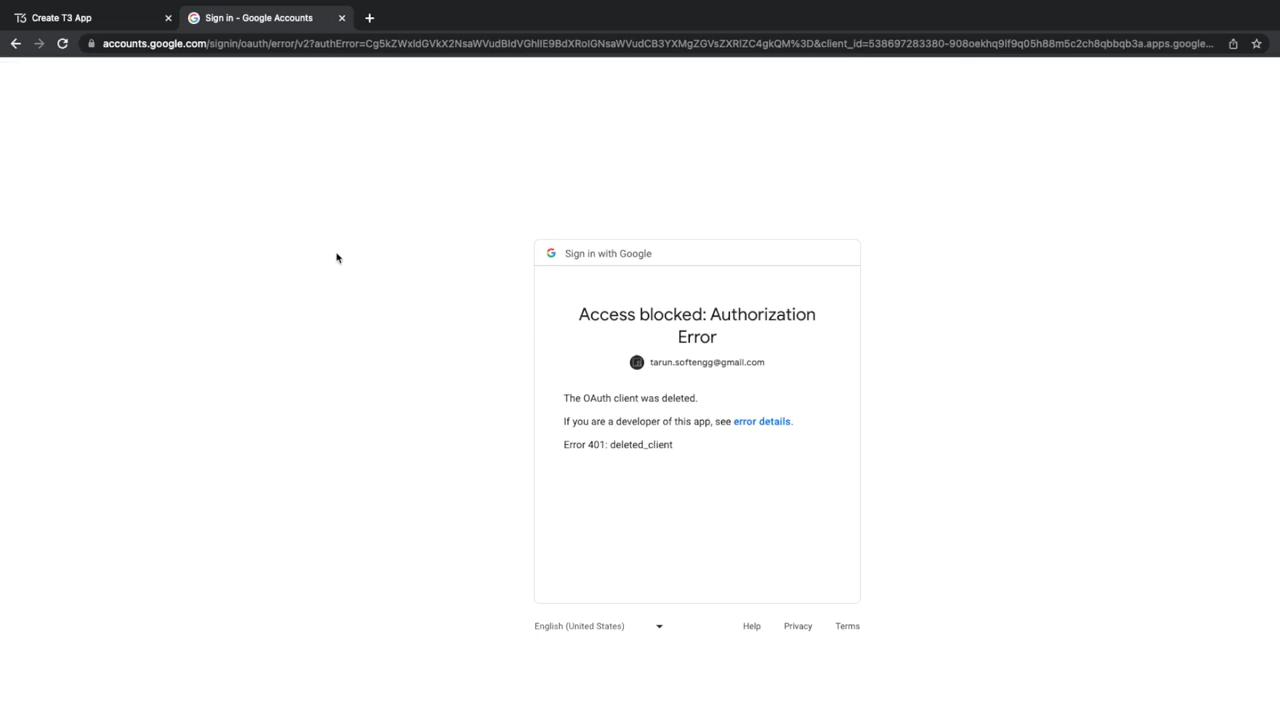 Create T3 App
Sign in - Google Accounts
accounts.google.com/signin/oauth/error/v2?authError=Cg5kZWxldGVkX2NsaWVudBIdVGhlIE9BdXRoIGNsaWVudCB3YXMgZGVsZXRlZC4gkQM%3D&client_id=538697283380-908oekhq9lf9q05h88m5c2ch8qbbqb3a.apps.google...
Sign in with Google
Access blocked: Authorization
Error
tarun.softengg@gmail.com
The OAuth client was deleted.
If you are a developer of this app, see error details.
Error 401: deleted_client
English (United States)
Help
Privacy
Terms